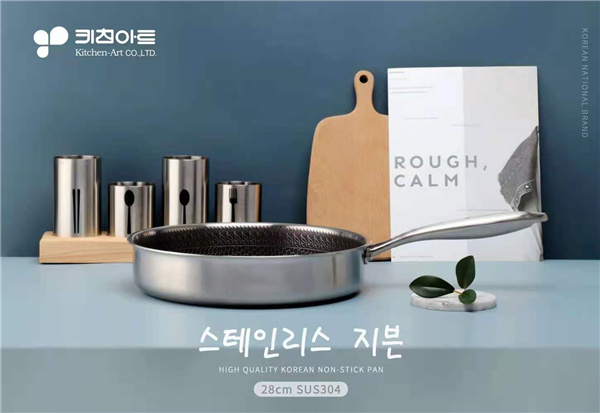 키친아트
Kitchen-Art CO.,LTD.
KOREAN NATIONAL BRAND
ROUGH,
CALM
스테인리스 지븐
HIGH QUALITY KOREAN NON-STICK PAN
28cm SUS304